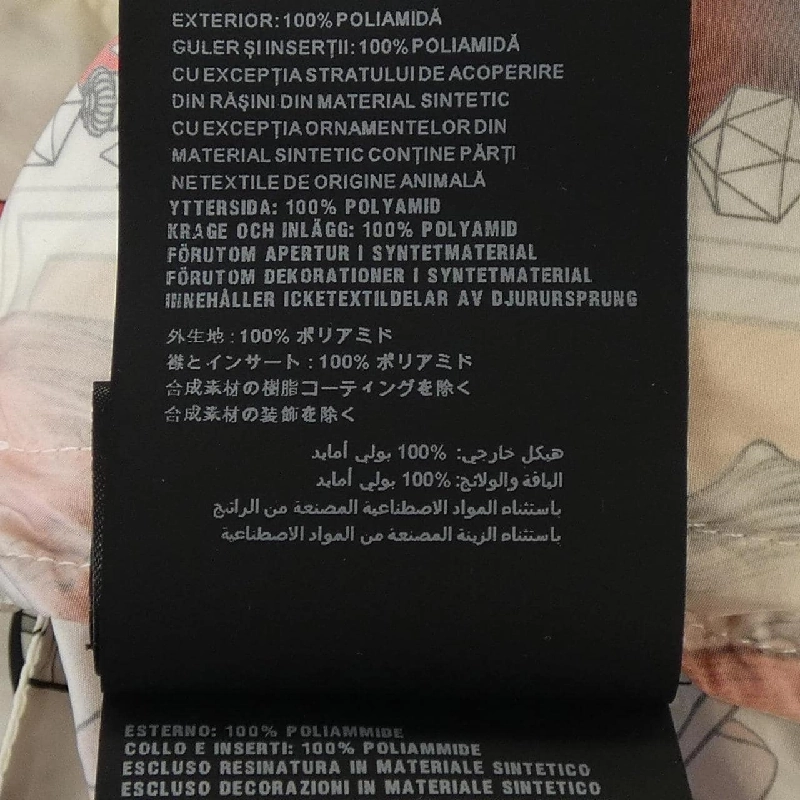 EXTERIOR: 100% POLIAMIDĂ
GULER ŞI INSERŢII: 100% POLIAMIDĂ
CU EXCEPŢIA STRATULUI DE ACOPERIRE
DIN RĂŞINI DIN MATERIAL SINTETIC
CU EXCEPŢIA ORNAMENTELOR DIN
MATERIAL SINTETIC CONŢINE PĂRŢI
NETEXTILE DE ORIGINE ANIMALĂ
YTTERSIDA: 100% POLYAMID
KRAGE OCH INLÄGG: 100% POLYAMID
FÖRUTOM APERTUR I SYNTETMATERIAL
FÖRUTOM DEKORATIONER I SYNTETMATERIAL
INNEHÅLLER ICKETEXTILDELAR AV DJURURSPRUNG
外生地 : 100% ポリアミド
襟とインサート : 100% ポリアミド
合成素材の樹脂コーティングを除く
合成素材の装飾を除く
هيكل خارجي: 100% بولي أمايد
الياقة والولائج: 100% بولي أمايد
باستثناء المواد الاصطناعية المصنعة من الراتنج
باستثناء الزينة المصنعة من المواد الاصطناعية
ESTERNO: 100% POLIAMMIDE
COLLO E INSERTI: 100% POLIAMMIDE
ESCLUSO RESINATURA IN MATERIALE SINTETICO
ESCLUSO DECORAZIONI IN MATERIALE SINTETICO